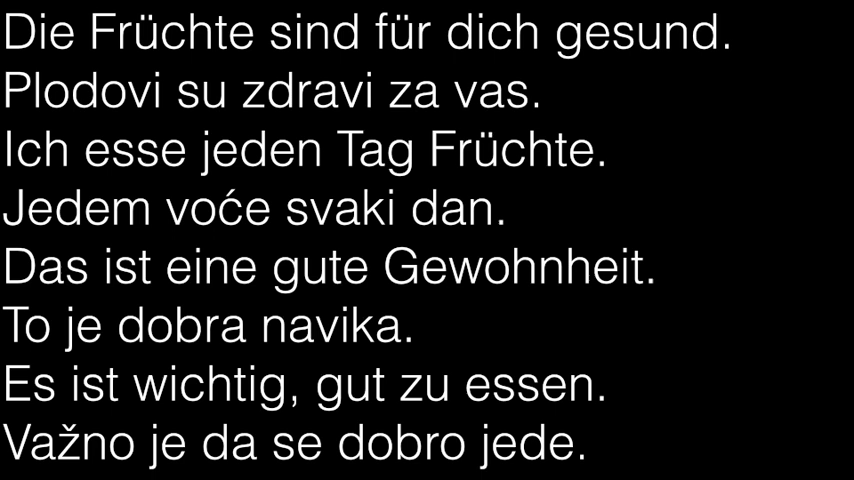 Die Früchte sind für dich gesund.
Plodovi su zdravi za vas.
Ich esse jeden Tag Früchte.
Jedem voće svaki dan.
Das ist eine gute Gewohnheit.
To je dobra navika.
Es ist wichtig, gut zu essen.
Važno je da se dobro jede.